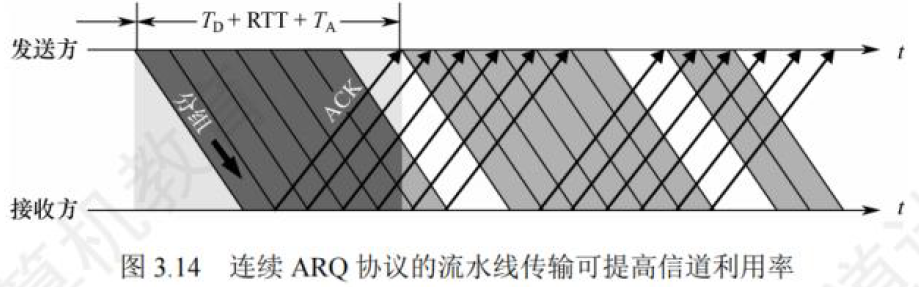 T_D + RTT + T_A
发送方
t
分组
ACK
接收方
t
图 3.14 连续 ARQ 协议的流水线传输可提高信道利用率